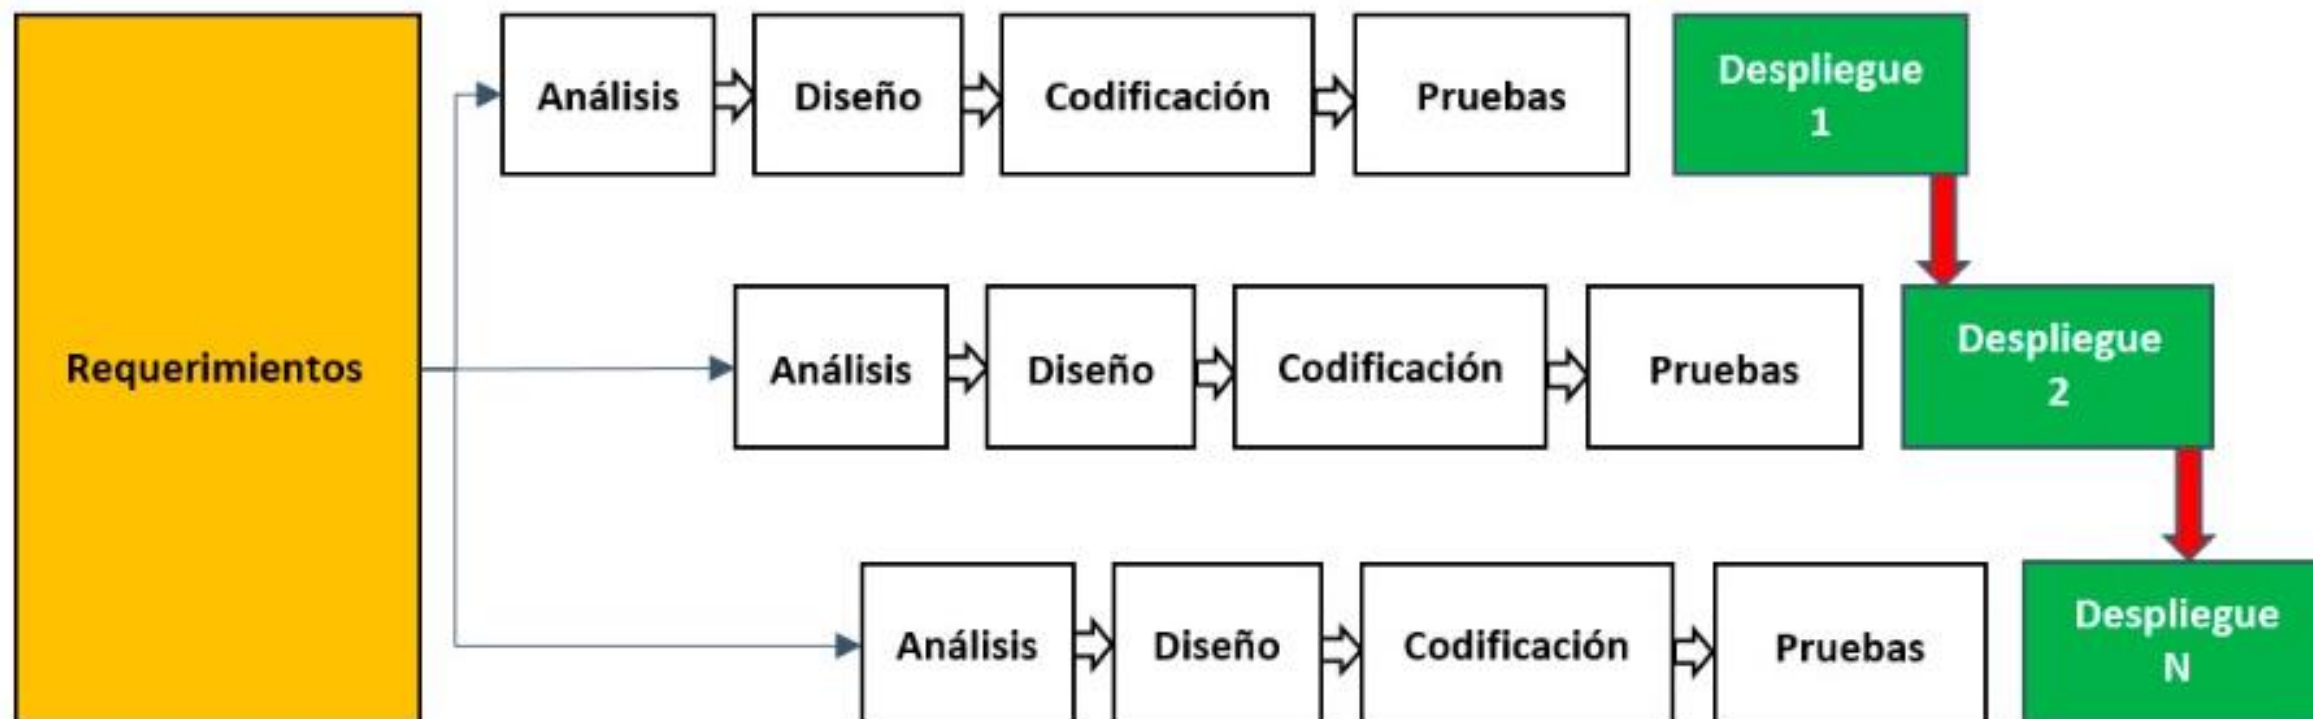 Requerimientos
Análisis
Diseño
Codificación
Pruebas
Despliegue
1
Análisis
Diseño
Codificación
Pruebas
Despliegue
2
Análisis
Diseño
Codificación
Pruebas
Despliegue
N